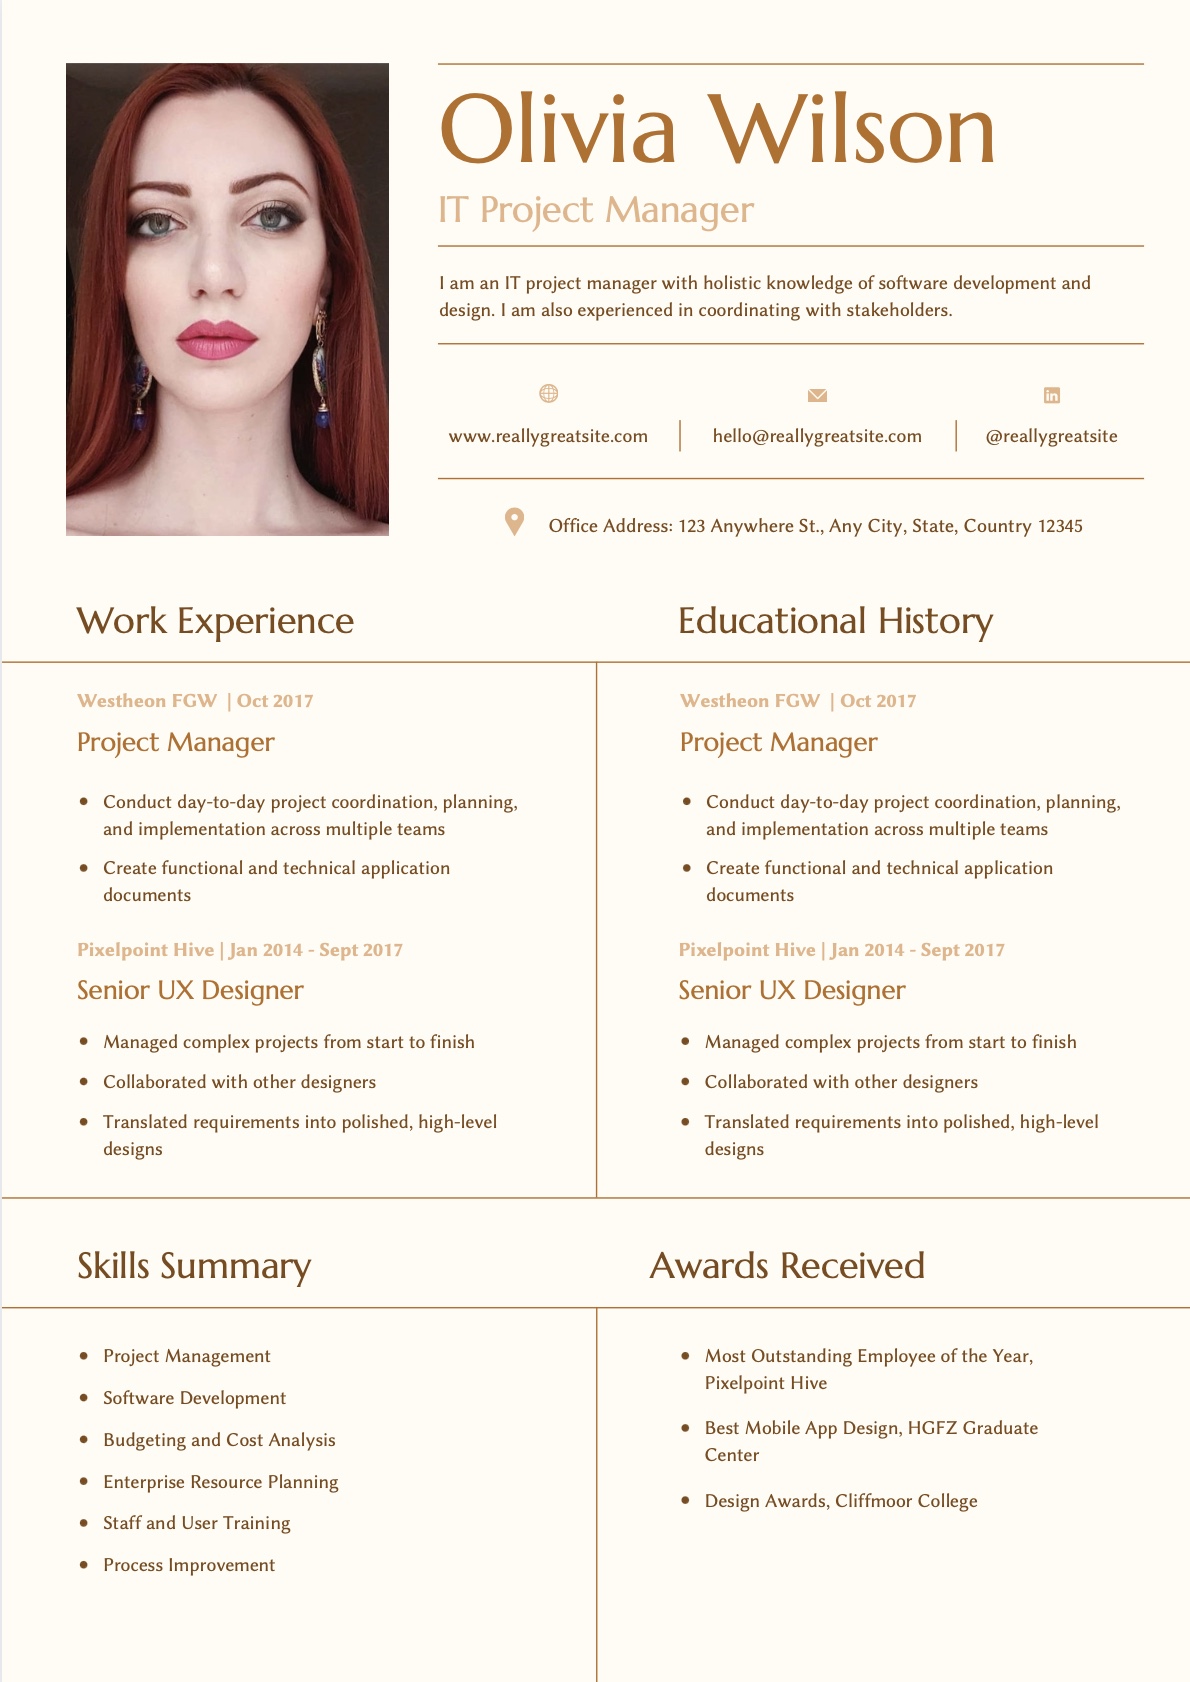 Olivia Wilson
IT Project Manager
I am an IT project manager with holistic knowledge of software development and
design. I am also experienced in coordinating with stakeholders.
www.reallygreatsite.com
hello@reallygreatsite.com
in
@reallygreatsite
Office Address: 123 Anywhere St., Any City, State, Country 12345
Work Experience
Westheon FGW | Oct 2017
Project Manager
• Conduct day-to-day project coordination, planning,
and implementation across multiple teams
• Create functional and technical application
documents
Pixelpoint Hive | Jan 2014 - Sept 2017
Senior UX Designer
• Managed complex projects from start to finish
• Collaborated with other designers
• Translated requirements into polished, high-level
designs
Educational History
Westheon FGW | Oct 2017
Project Manager
• Conduct day-to-day project coordination, planning,
and implementation across multiple teams
• Create functional and technical application
documents
Pixelpoint Hive | Jan 2014 - Sept 2017
Senior UX Designer
• Managed complex projects from start to finish
• Collaborated with other designers
• Translated requirements into polished, high-level
designs
Skills Summary
• Project Management
• Software Development
• Budgeting and Cost Analysis
• Enterprise Resource Planning
• Staff and User Training
• Process Improvement
Awards Received
• Most Outstanding Employee of the Year,
Pixelpoint Hive
• Best Mobile App Design, HGFZ Graduate
Center
• Design Awards, Cliffmoor College